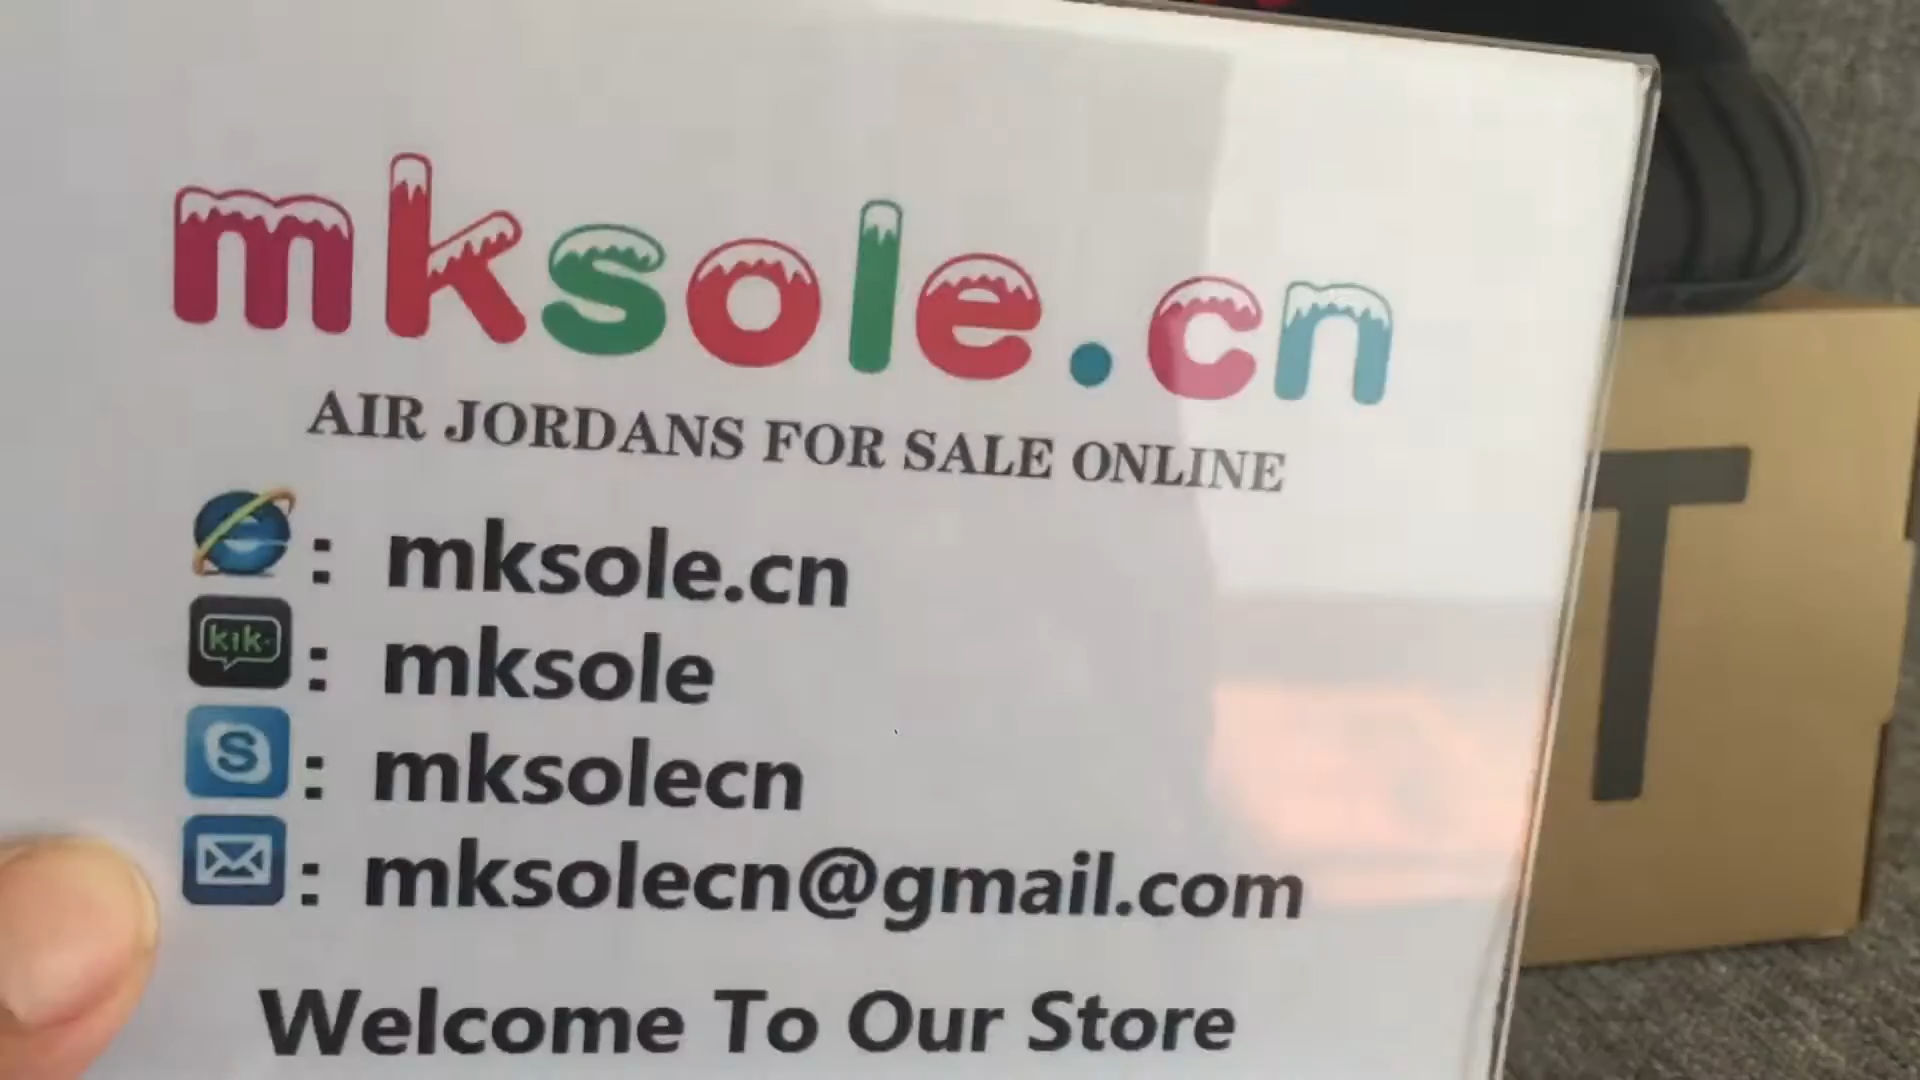 mksole.cn
AIR JORDANS FOR SALE ONLINE
: mksole.cn
kik. : mksole
S : mksolecn
: mksolecn@gmail.com
Welcome To Our Store
T